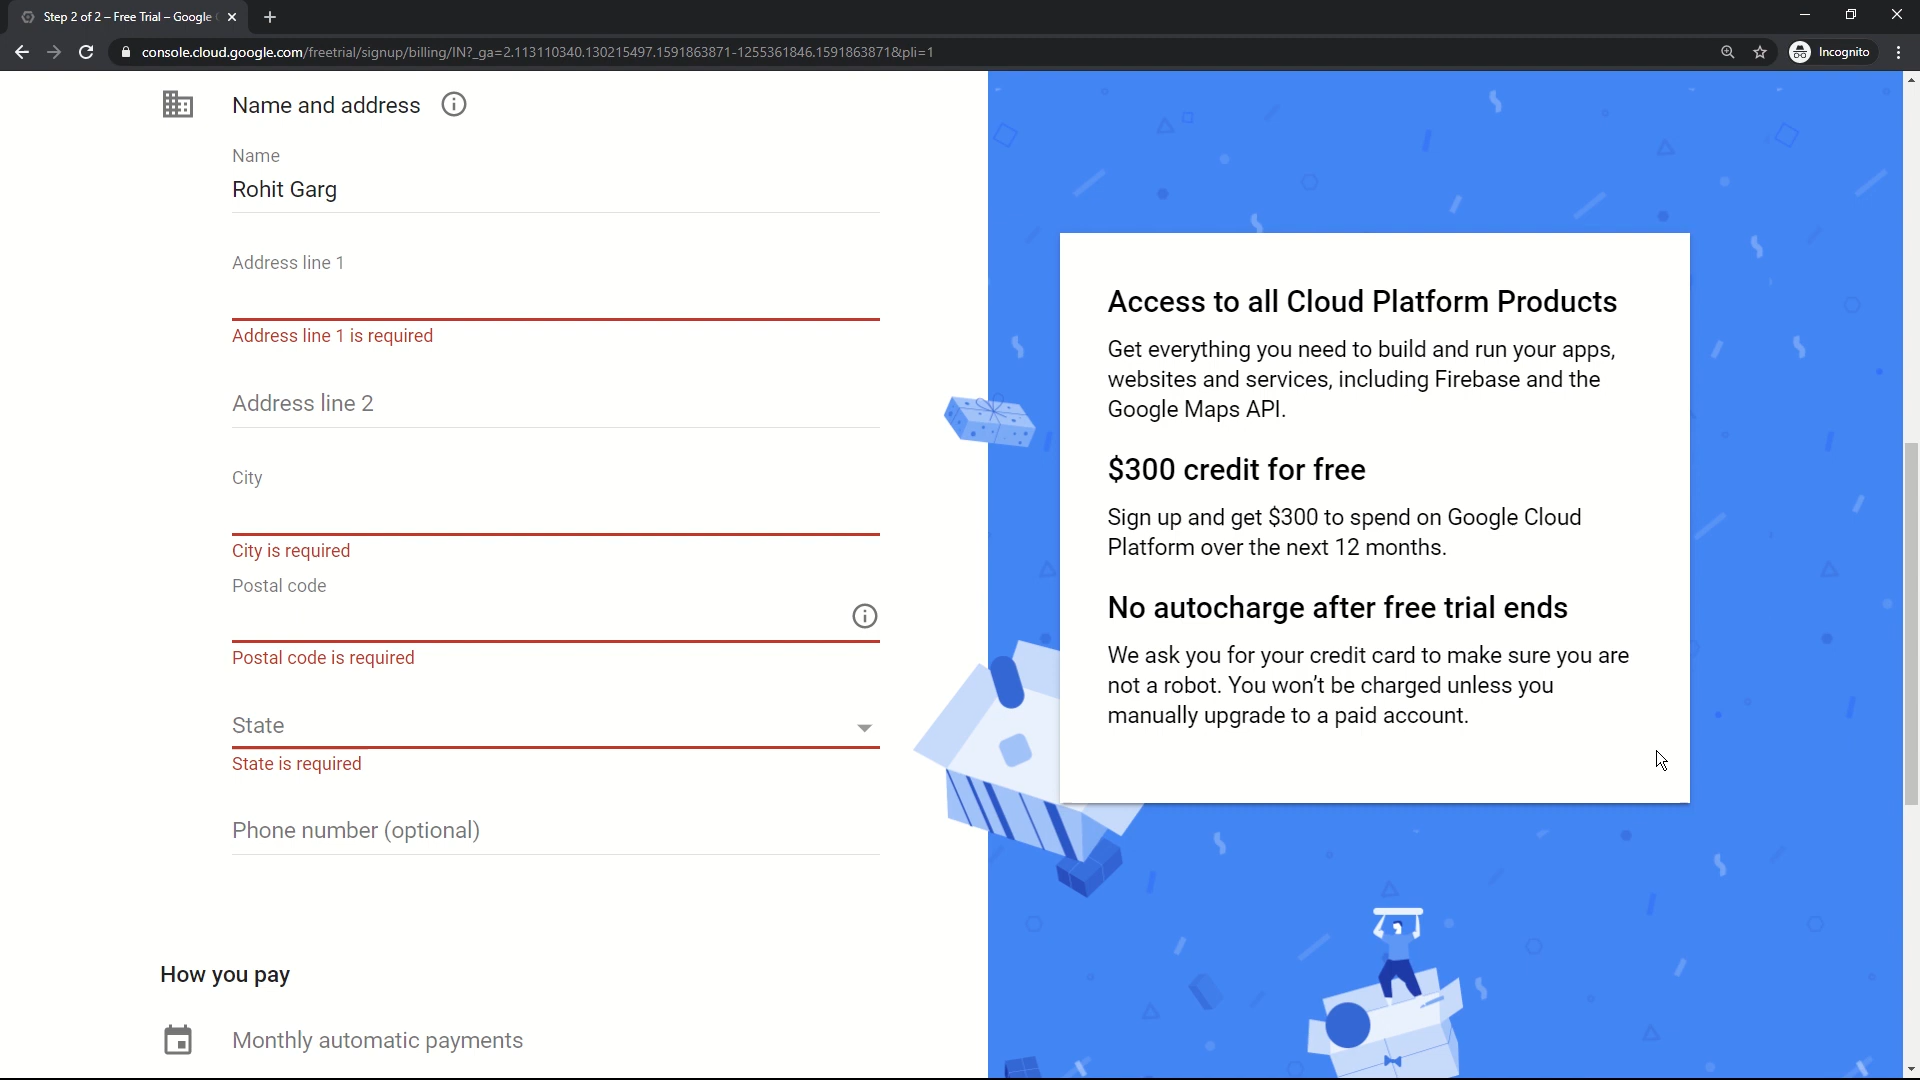 Step 2 of 2 – Free Trial – Google
console.cloud.google.com/freetrial/signup/billing/IN?_ga=2.113110340.130215497.1591863871-1255361846.1591863871&pli=1
Incognito
Name and address
Name
Rohit Garg
Address line 1
Address line 1 is required
Address line 2
City
City is required
Postal code
Postal code is required
State
State is required
Phone number (optional)
How you pay
Monthly automatic payments
Access to all Cloud Platform Products
Get everything you need to build and run your apps,
websites and services, including Firebase and the
Google Maps API.
$300 credit for free
Sign up and get $300 to spend on Google Cloud
Platform over the next 12 months.
No autocharge after free trial ends
We ask you for your credit card to make sure you are
not a robot. You won’t be charged unless you
manually upgrade to a paid account.